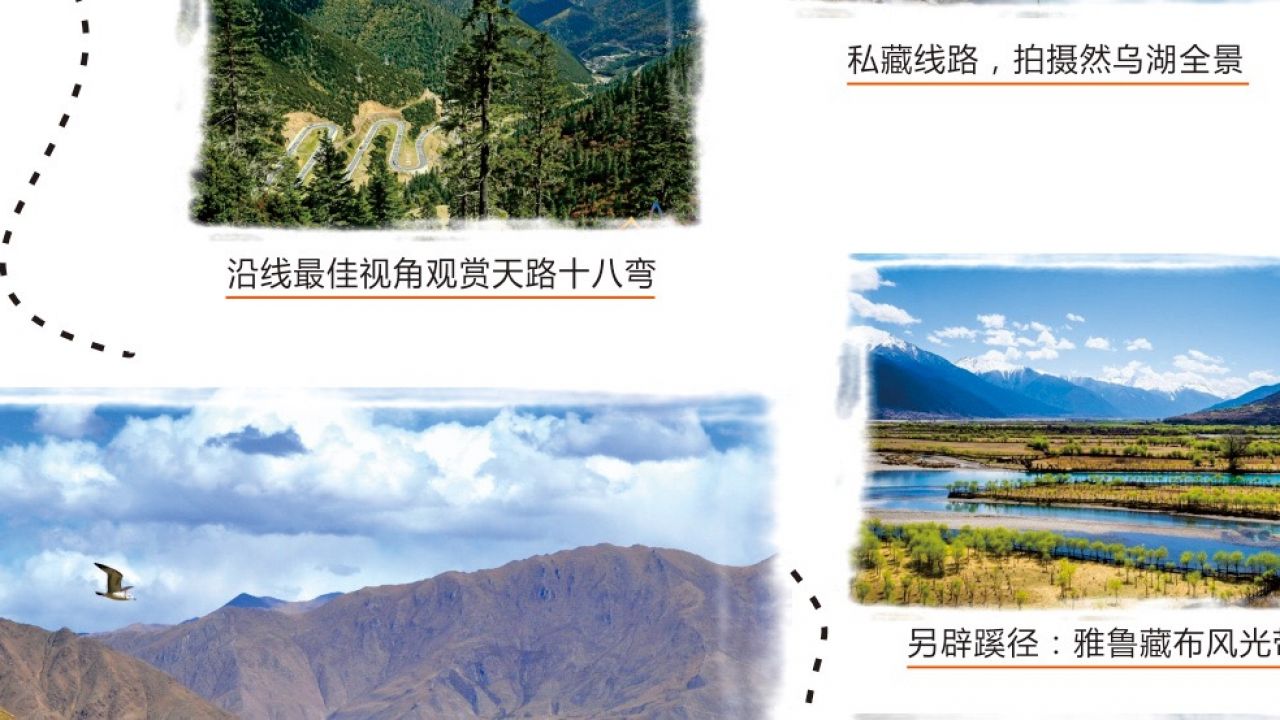 私藏线路，拍摄然乌湖全景
沿线最佳视角观赏天路十八弯
另辟蹊径：雅鲁藏布风光带